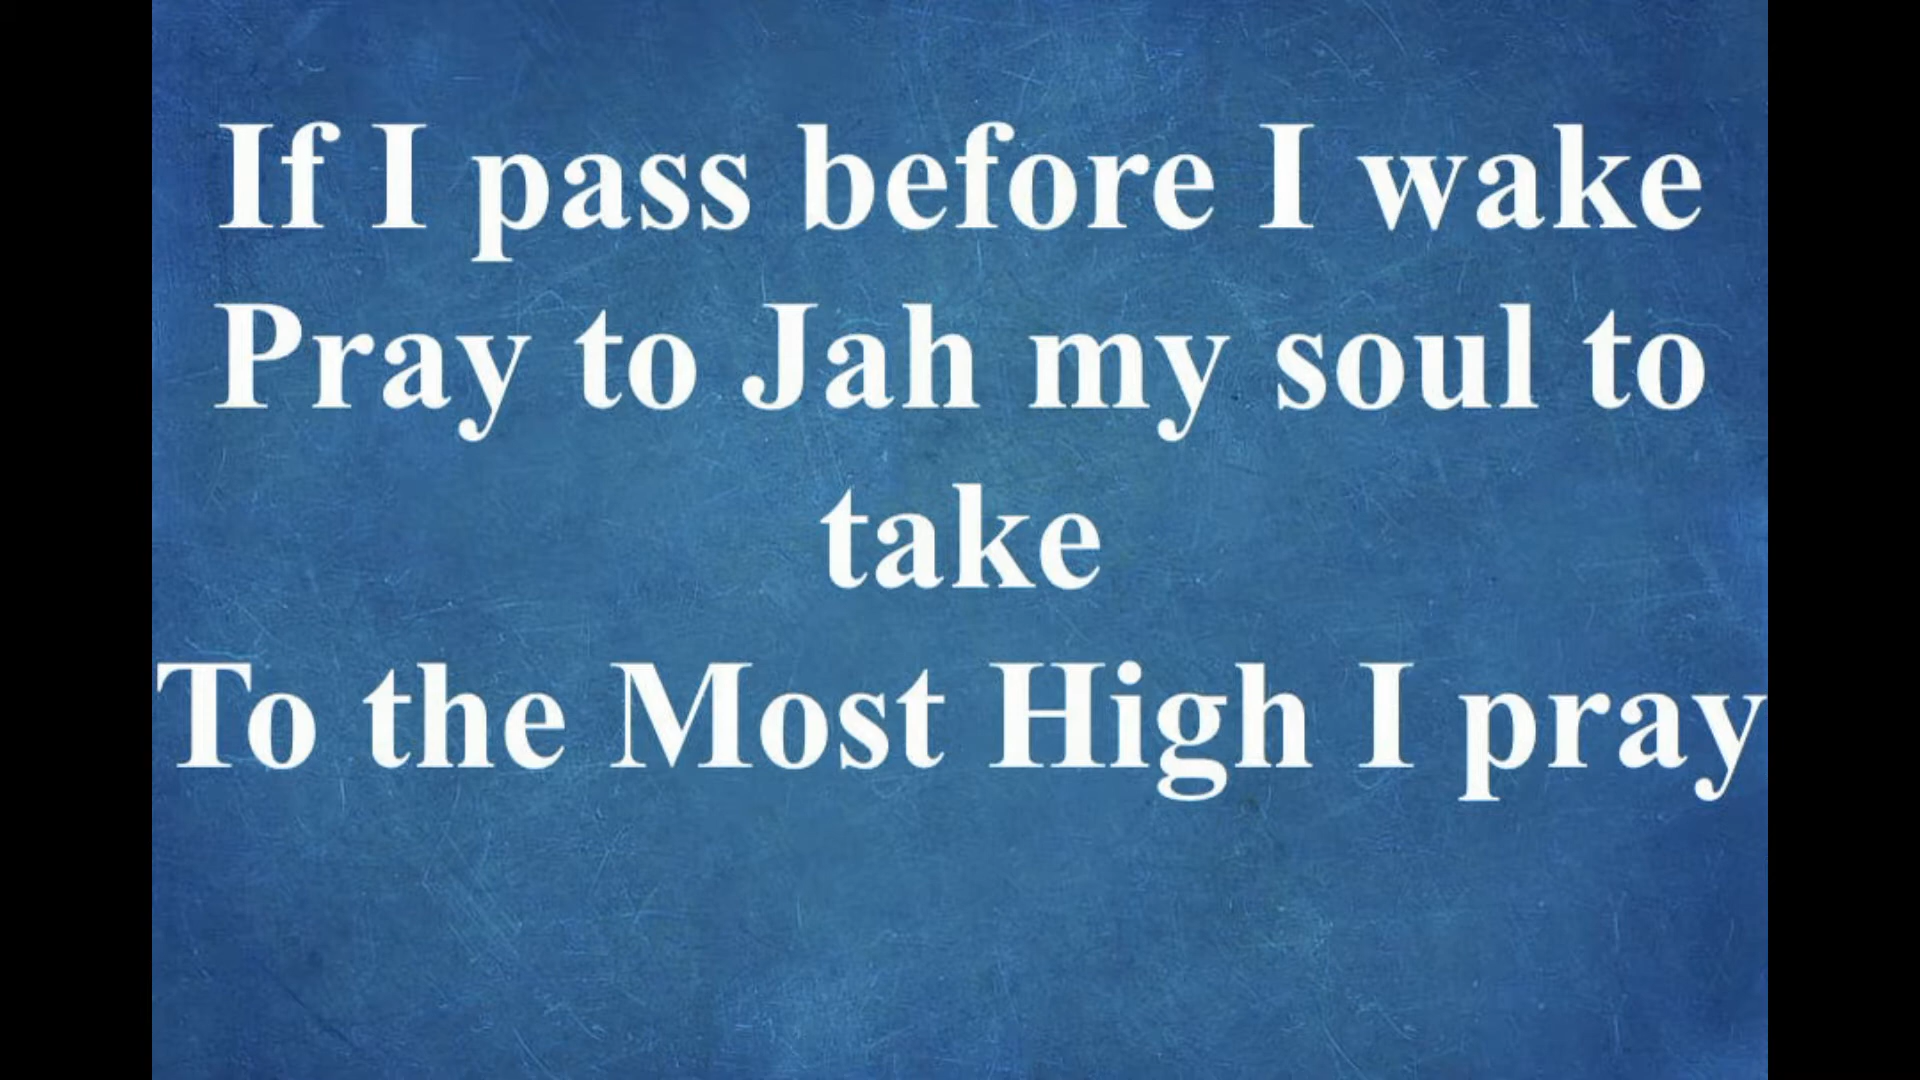 If I pass before I wake
Pray to Jah my soul to
take
To the Most High I pray